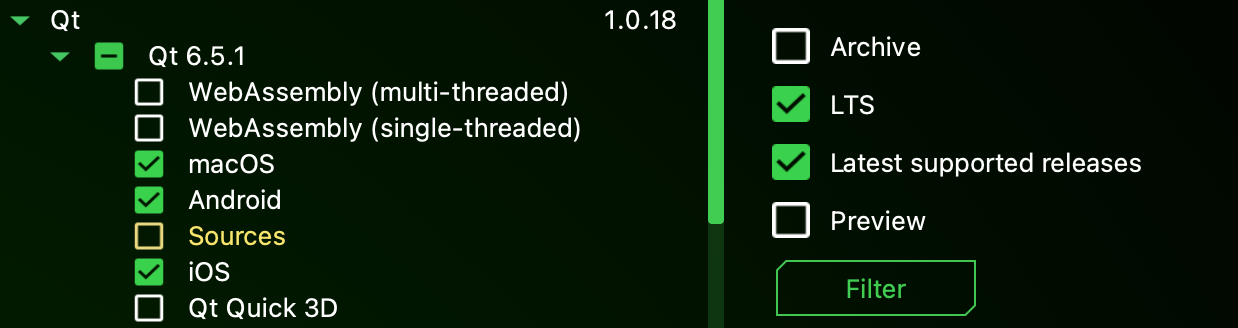 Qt 1.0.18
Qt 6.5.1
WebAssembly (multi-threaded)
WebAssembly (single-threaded)
macOS
Android
Sources
iOS
Qt Quick 3D
Archive
LTS
Latest supported releases
Preview
Filter